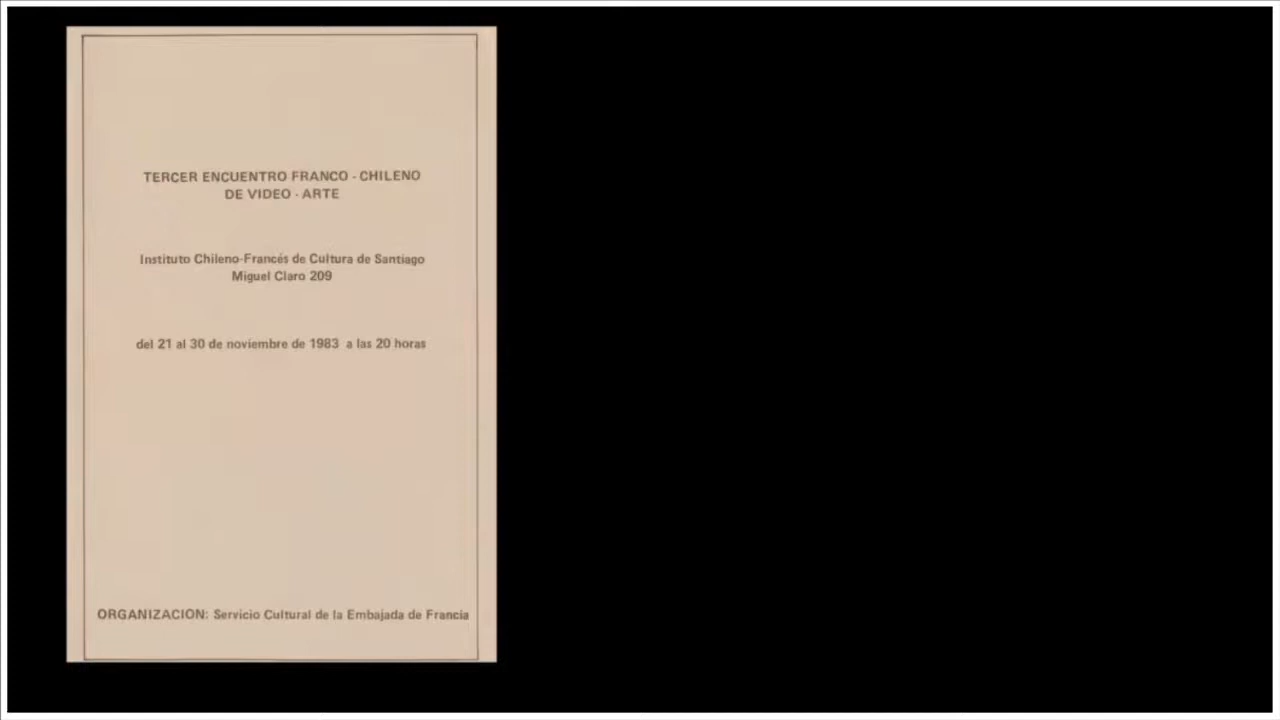 TERCER ENCUENTRO FRANCO - CHILENO
DE VIDEO - ARTE
Instituto Chileno-Francés de Cultura de Santiago
Miguel Claro 209
del 21 al 30 de noviembre de 1983 a las 20 horas
ORGANIZACION: Servicio Cultural de la Embajada de Francia